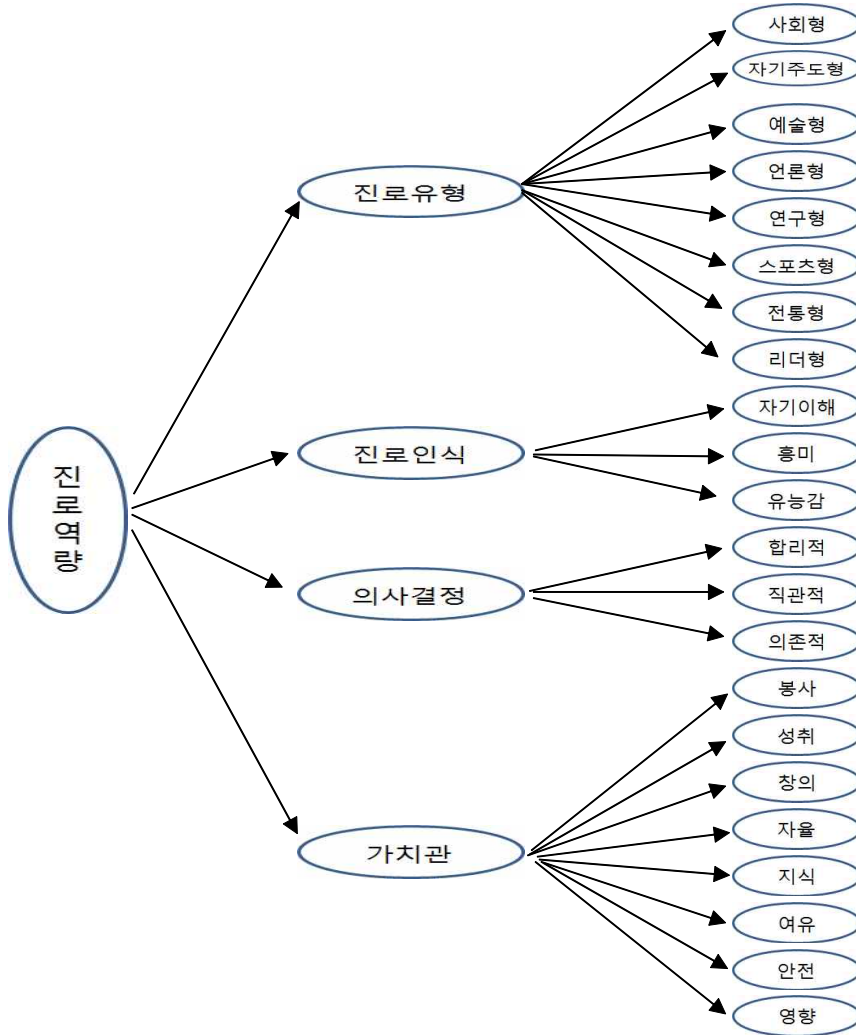 사회형
자기주도형
예술형
언론형
진로유형
연구형
스포츠형
전통형
리더형
자기이해
진로인식
흥미
유능감
진
로
역
량
합리적
의사결정
직관적
의존적
봉사
성취
창의
자율
가치관
지식
여유
안전
영향